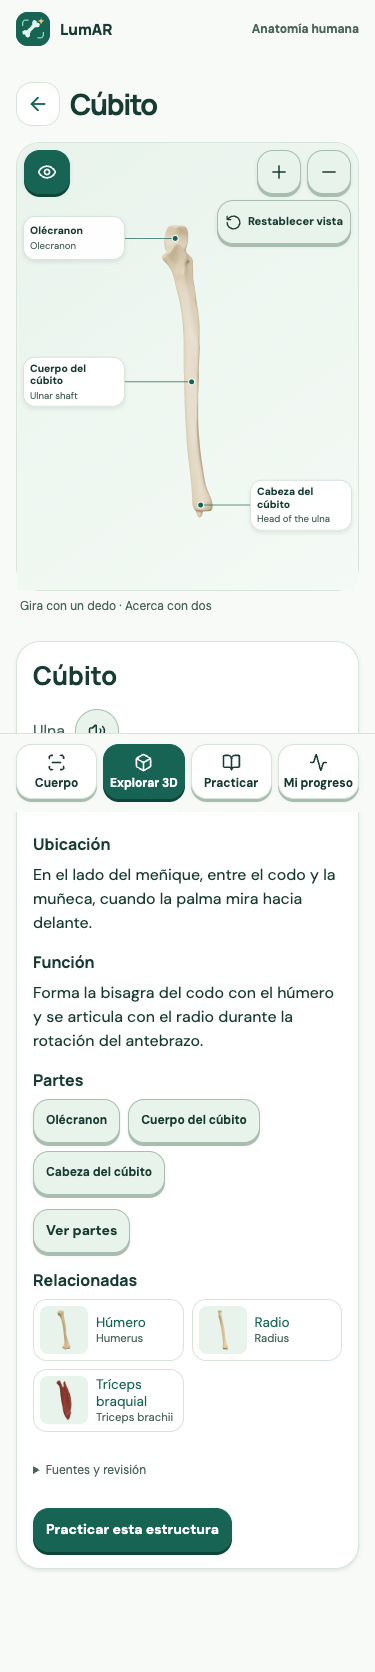 LumAR
Anatomía humana
Cúbito
Restablecer vista
Olécranon
Olecranon
Cuerpo del
cúbito
Ulnar shaft
Cabeza del
cúbito
Head of the ulna
Gira con un dedo · Acerca con dos
Cúbito
Ulna
Cuerpo
Explorar 3D
Practicar
Mi progreso
Ubicación
En el lado del meñique, entre el codo y la
muñeca, cuando la palma mira hacia
delante.
Función
Forma la bisagra del codo con el húmero
y se articula con el radio durante la
rotación del antebrazo.
Partes
Olécranon
Cuerpo del cúbito
Cabeza del cúbito
Ver partes
Relacionadas
Húmero
Humerus
Radio
Radius
Tríceps
braquial
Triceps brachii
Fuentes y revisión
Practicar esta estructura